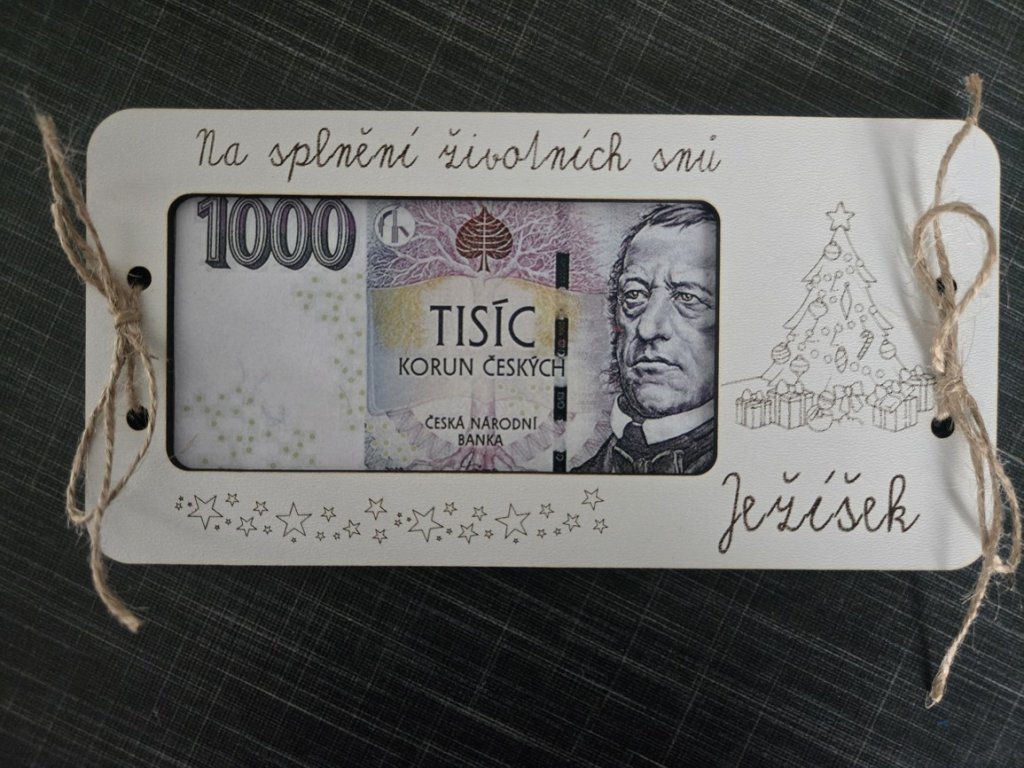 Na splnění životních snů
1000
TISÍC
KORUN ČESKÝCH
ČESKÁ NÁRODNÍ
BANKA
Ježíšek